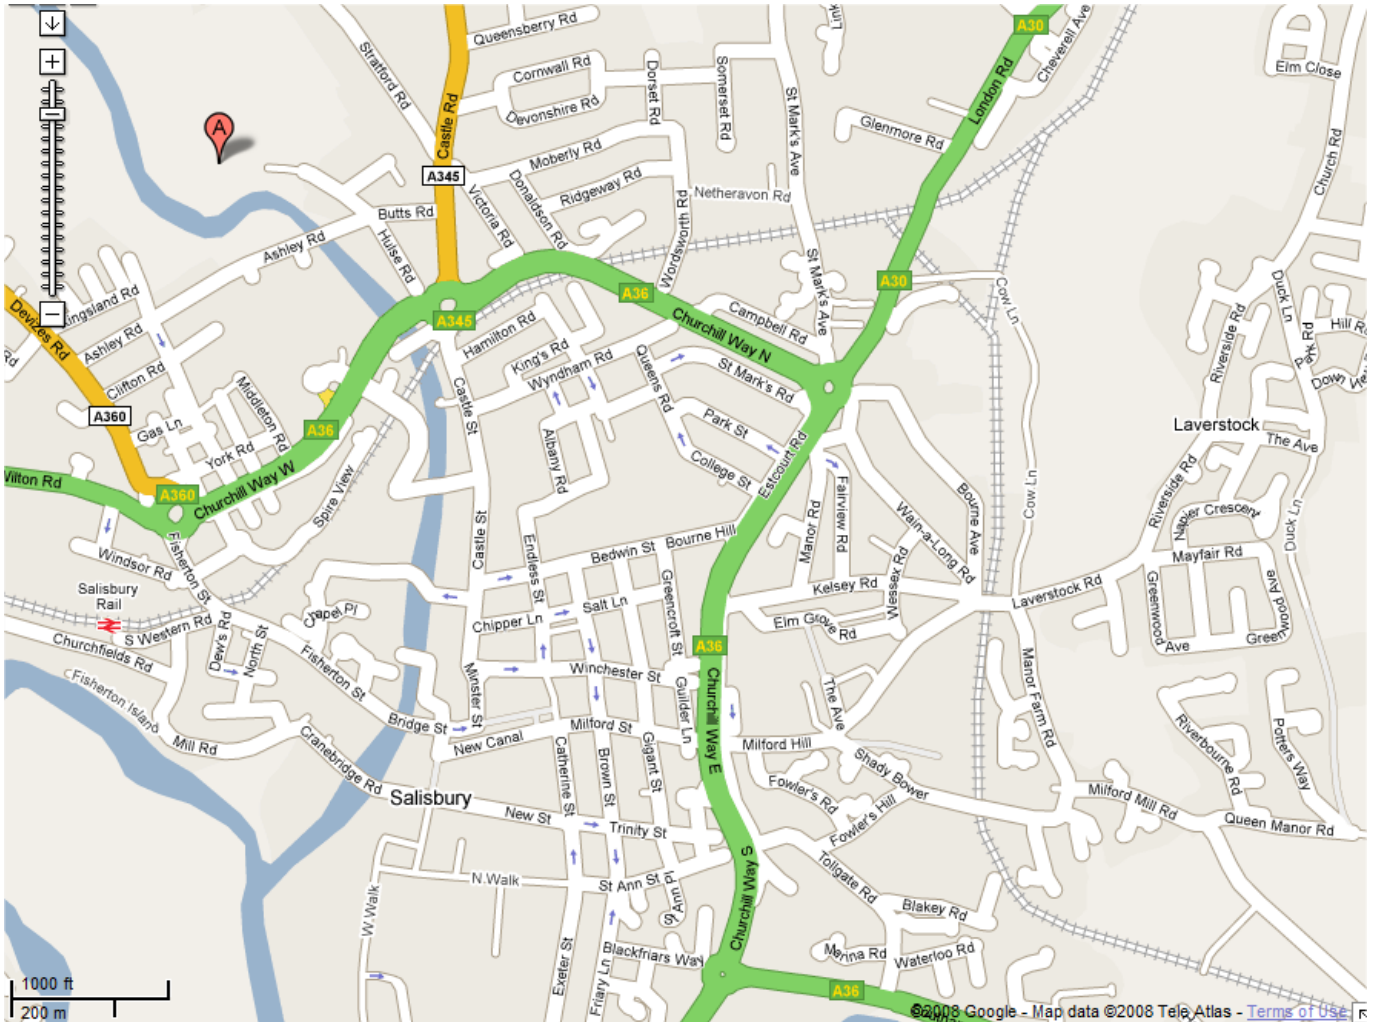 A30
Queensberry Rd
Link
Cheverell Ave
Stratford Rd
Cornwall Rd
Dorset Rd
Somerset Rd
Elm Close
London Rd
Devonshire Rd
Castle Rd
St Mark's Ave
Glenmore Rd
A
Church Rd
Moberly Rd
A345
Donaldson Rd
Ridgeway Rd
Victoria Rd
Netheravon Rd
Butts Rd
Wordsworth Rd
Ashley Rd
Hulse Rd
St Mark's Ave
A30
Duck Ln
Cow Ln
A36
Kingsland Rd
Devizes Rd
Campbell Rd
Riverside Rd
Park Rd
Hill R
A345
Churchill Way N
Hamilton Rd
Ashley Rd
Rd
King's Rd
Wyndham Rd
Queens Rd
St Mark's Rd
Clifton Rd
Middleton Rd
Castle St
Down
A360
Park St
Laverstock
Gas Ln
A36
The Ave
Albany Rd
Estcourt Rd
York Rd
College St
Wilton Rd
A360
Churchill Way W
Spire View
Fairview Rd
Bourne Ave
Cow Ln
Riverside Rd
Manor Rd
Wain-a-Long Rd
Napier Crescent
Duck Ln
Fisherton St
Castle St
Endless St
Bourne Hill
Bedwin St
Mayfair Rd
Windsor Rd
Wessex Rd
Kelsey Rd
Laverstock Rd
Salisbury
Rail
Greencroft St
Greenwood
Ave
Greenwood Ave
Chapel Pl
Salt Ln
Chipper Ln
Elm Grove Rd
S Western Rd
Churchfields Rd
Dew's Rd
North St
A36
Fisherton St
Minster St
Winchester St
Manor Farm Rd
Fisherton Island
Guilder Ln
Churchill Way E
The Ave
Bridge St
Milford St
Riverbourne Rd
Potters Way
Mill Rd
New Canal
Milford Hill
Cranebridge Rd
Catherine St
Brown St
Gigant St
Shady Bower
Fowler's Rd
Salisbury
Milford Mill Rd
New St
Trinity St
Fowler's Hill
Queen Manor Rd
Tollgate Rd
N.Walk
St Ann St
St Ann Pl
Churchill Way S
W.Walk
Blakey Rd
Exeter St
Friary Ln
Blackfriars Way
Waterloo Rd
1000 ft
A36
200 m
©2008 Google - Map data ©2008 Tele Atlas - Terms of Use